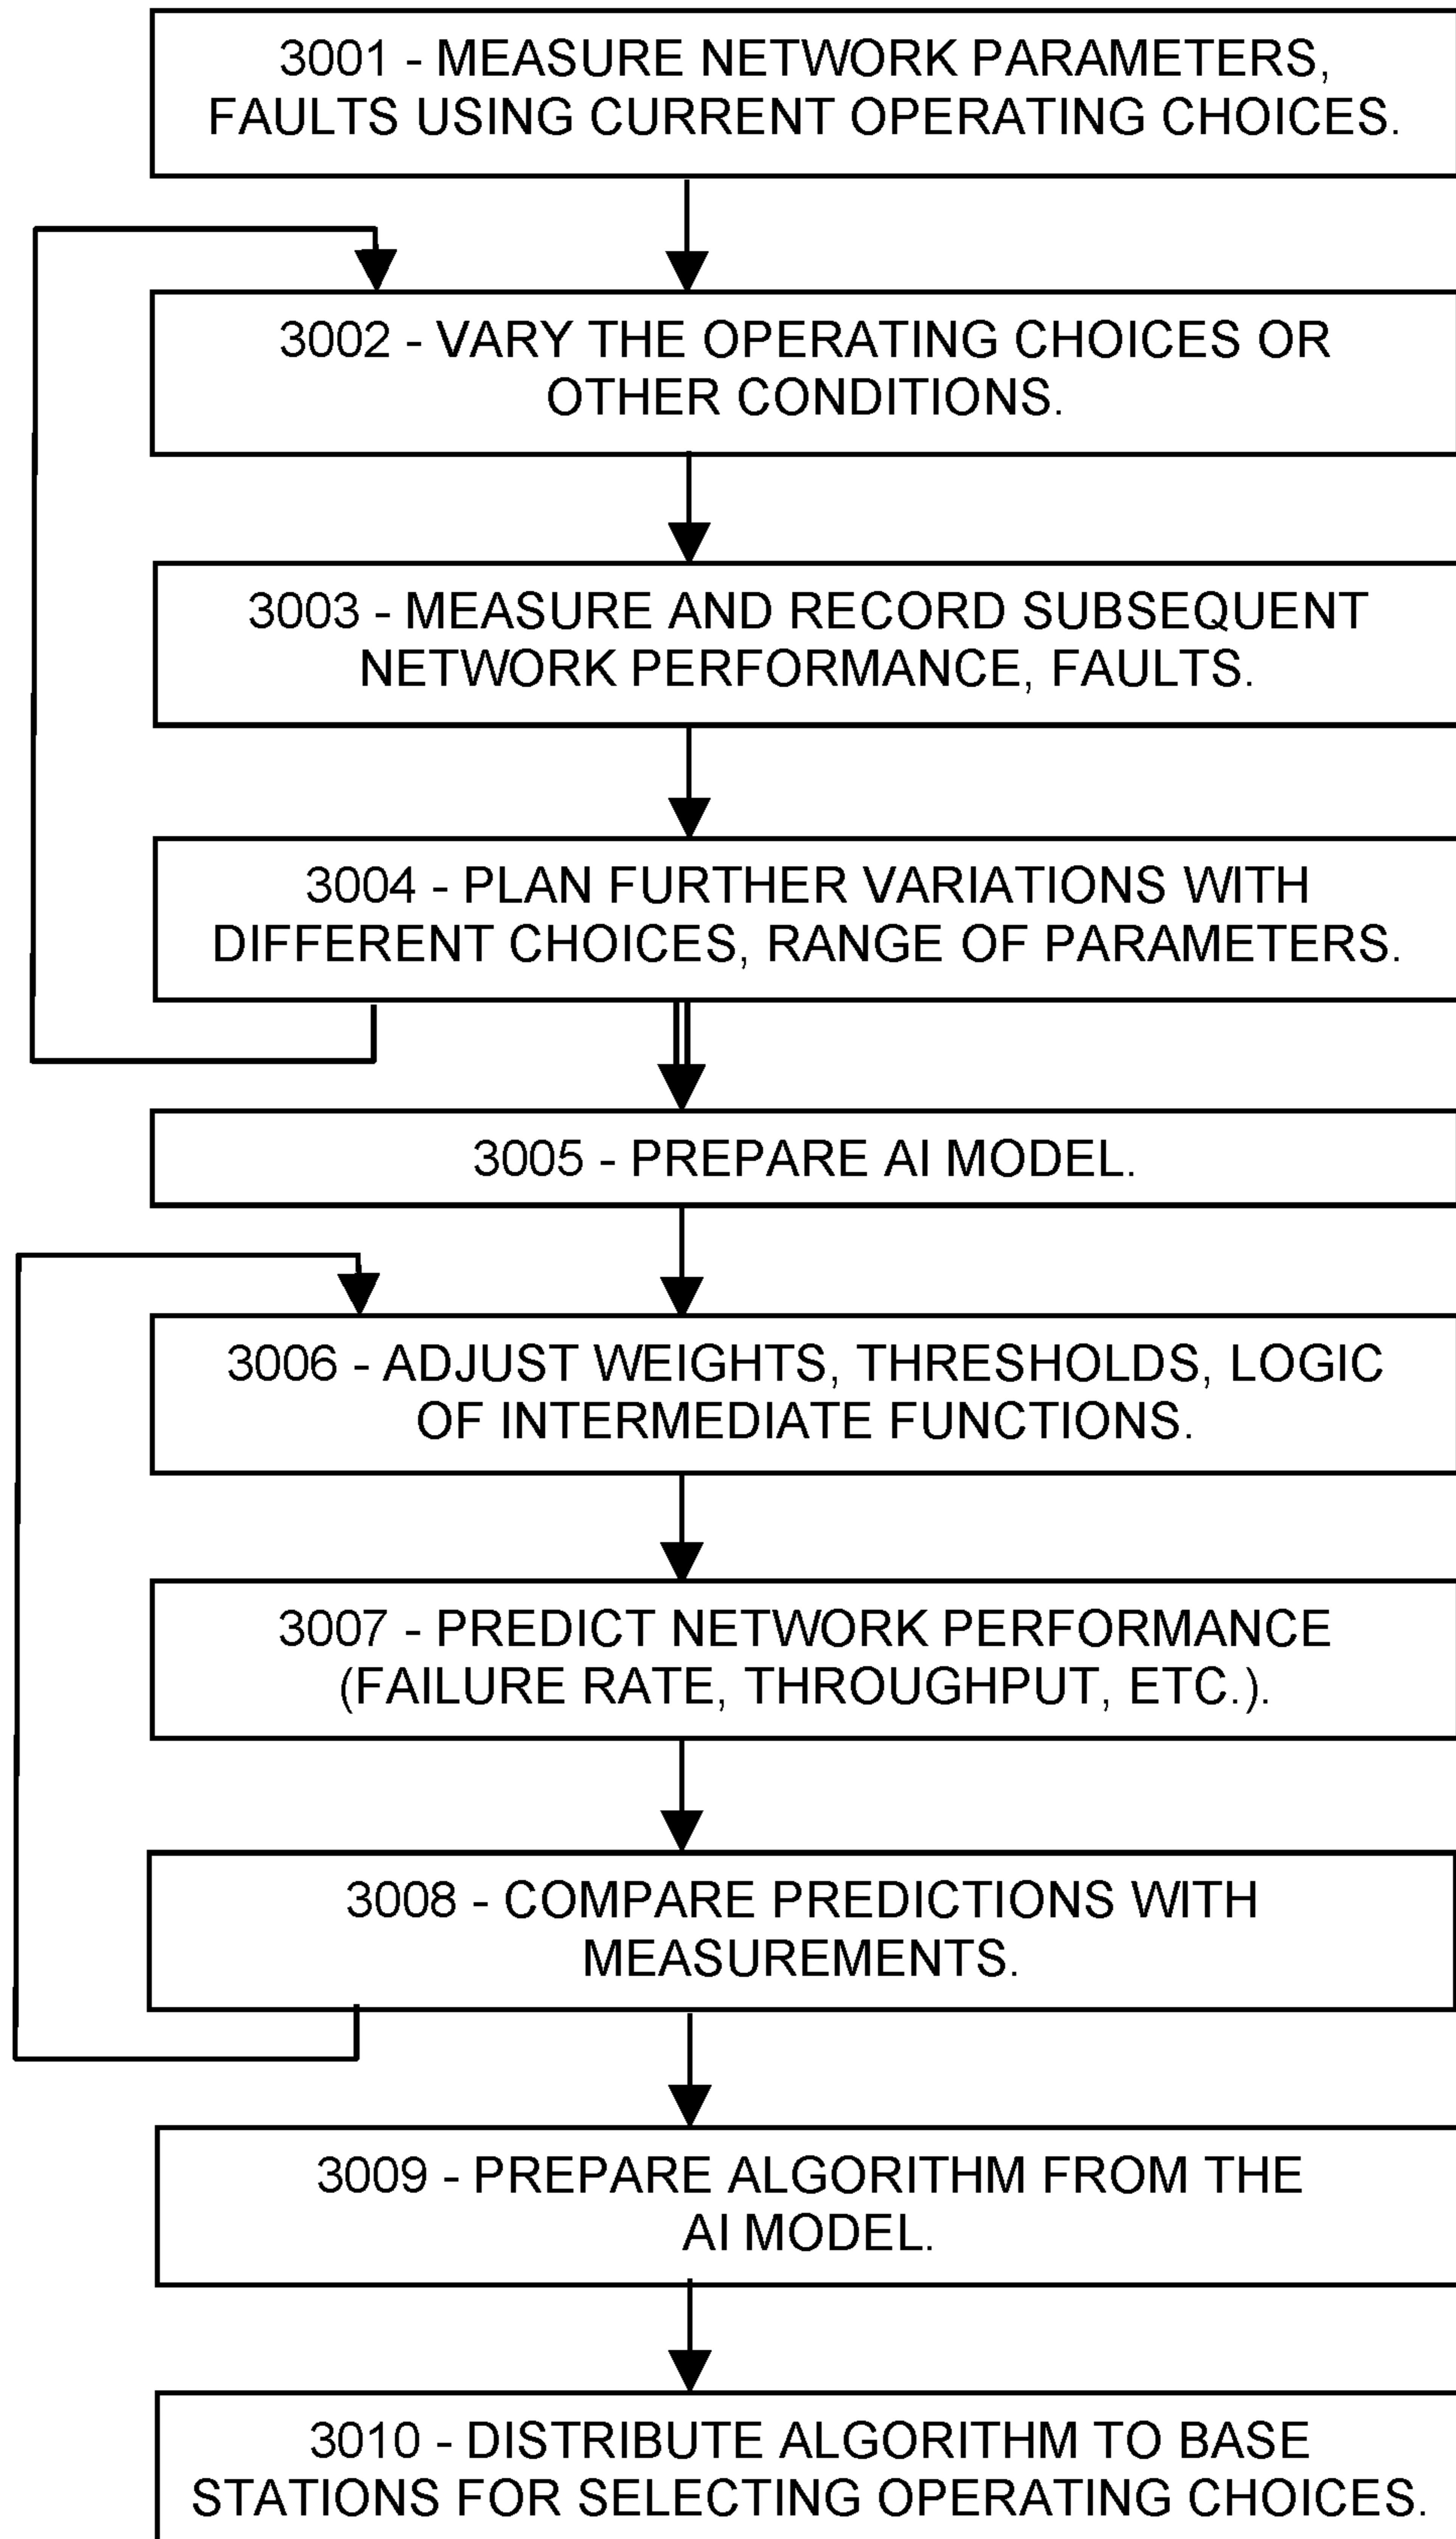 3001 - MEASURE NETWORK PARAMETERS,
FAULTS USING CURRENT OPERATING CHOICES.
3002 - VARY THE OPERATING CHOICES OR
OTHER CONDITIONS.
3003 - MEASURE AND RECORD SUBSEQUENT
NETWORK PERFORMANCE, FAULTS.
3004 - PLAN FURTHER VARIATIONS WITH
DIFFERENT CHOICES, RANGE OF PARAMETERS.
3005 - PREPARE AI MODEL.
3006 - ADJUST WEIGHTS, THRESHOLDS, LOGIC
OF INTERMEDIATE FUNCTIONS.
3007 - PREDICT NETWORK PERFORMANCE
(FAILURE RATE, THROUGHPUT, ETC.).
3008 - COMPARE PREDICTIONS WITH
MEASUREMENTS.
3009 - PREPARE ALGORITHM FROM THE
AI MODEL.
3010 - DISTRIBUTE ALGORITHM TO BASE
STATIONS FOR SELECTING OPERATING CHOICES.